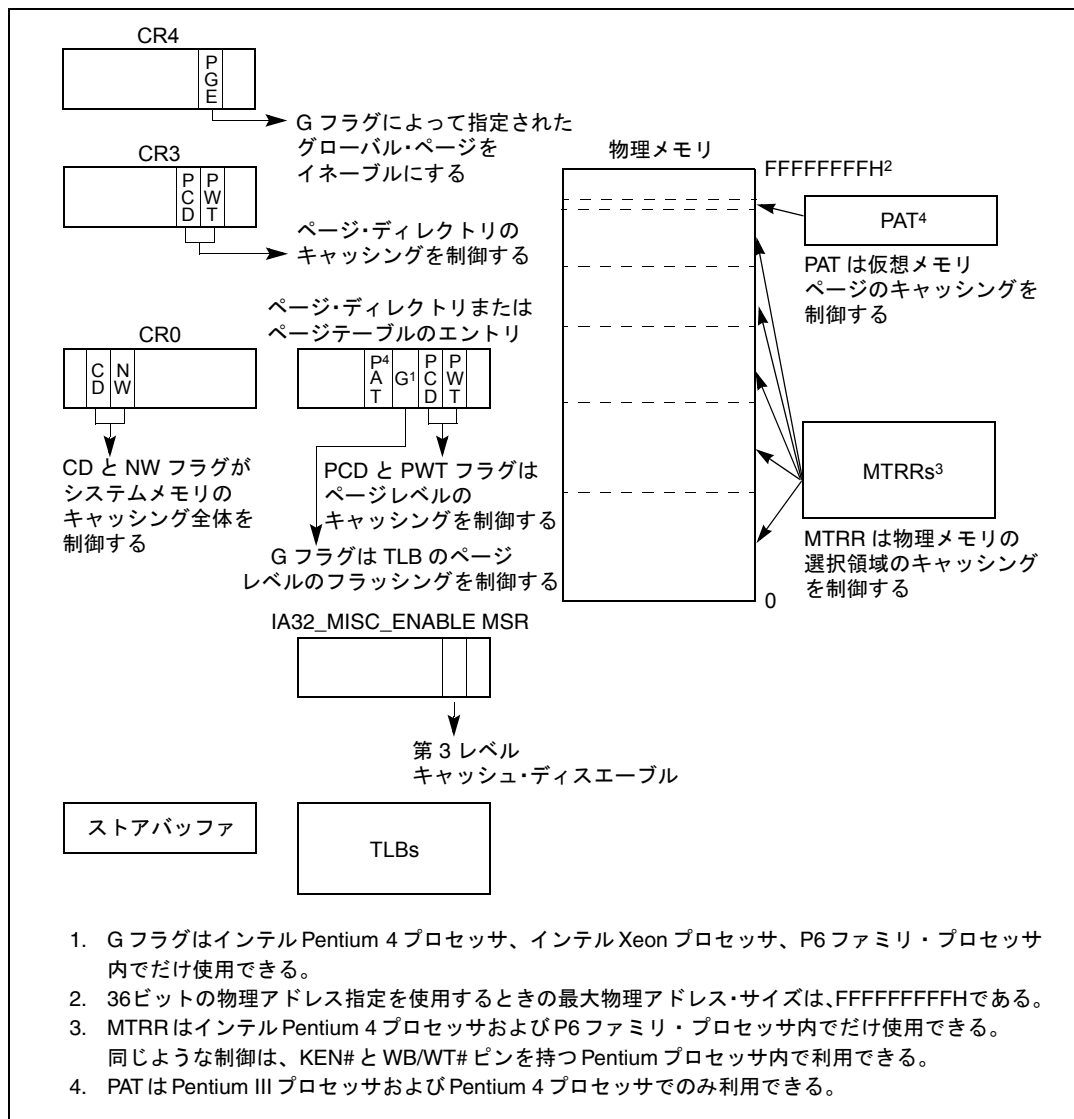 CR4
PGE
G フラグによって指定された
グローバル・ページを
イネーブルにする
CR3
PCD
PWT
ページ・ディレクトリの
キャッシングを制御する
ページ・ディレクトリまたは
ページテーブルのエントリ
CR0
CD
NW
P4AT
G1
PCD
PWT
CD と NW フラグが
システムメモリの
キャッシング全体を
制御する
PCD と PWT フラグは
ページレベルの
キャッシングを制御する
G フラグは TLB のページ
レベルのフラッシングを制御する
IA32_MISC_ENABLE MSR
第 3 レベル
キャッシュ・ディスエーブル
物理メモリ
FFFFFFFFH2
PAT4
PAT は仮想メモリ
ページのキャッシングを
制御する
MTRRs3
MTRR は物理メモリの
選択領域のキャッシング
を制御する
0
ストアバッファ
TLBs
1. G フラグはインテル Pentium 4 プロセッサ、インテル Xeon プロセッサ、P6 ファミリ・プロセッサ
内でだけ使用できる。
2. 36ビットの物理アドレス指定を使用するときの最大物理アドレス・サイズは、FFFFFFFFFHである。
3. MTRR はインテル Pentium 4 プロセッサおよび P6 ファミリ・プロセッサ内でだけ使用できる。
同じような制御は、KEN# と WB/WT# ピンを持つ Pentium プロセッサ内で利用できる。
4. PAT は Pentium III プロセッサおよび Pentium 4 プロセッサでのみ利用できる。